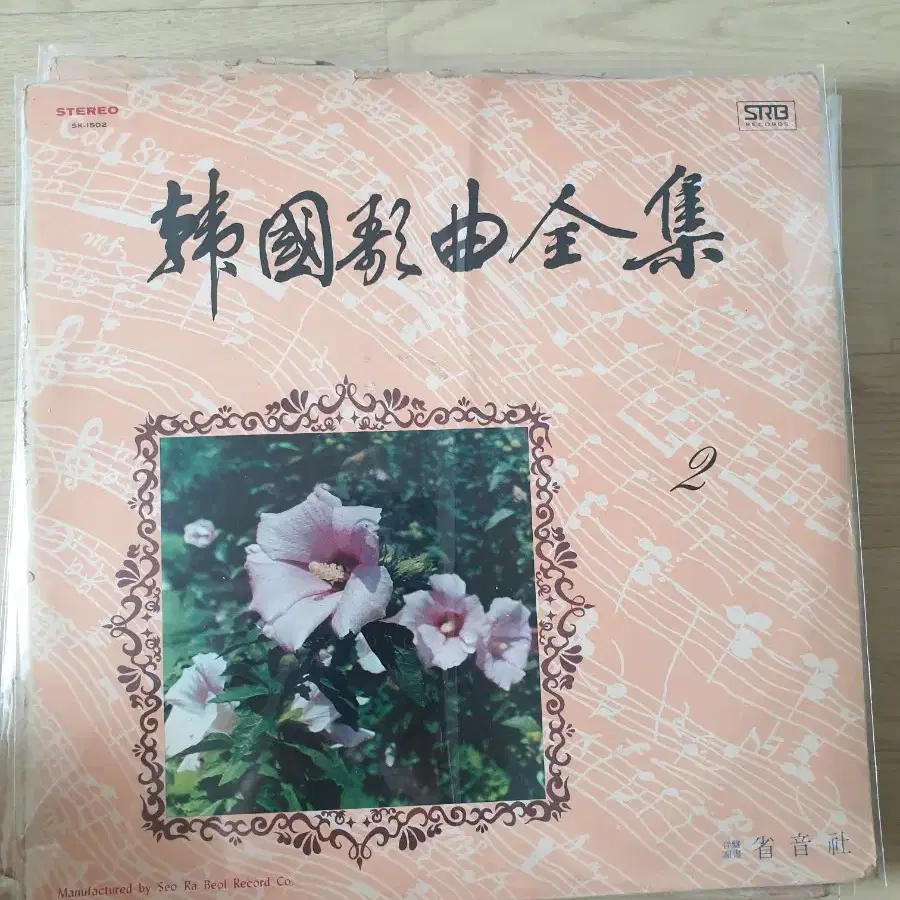 STEREO
SK-1502
SRB
RECORDS
韩國歌曲全集
2
省音社
Manufactured by Seo Ra Beol Record Co.